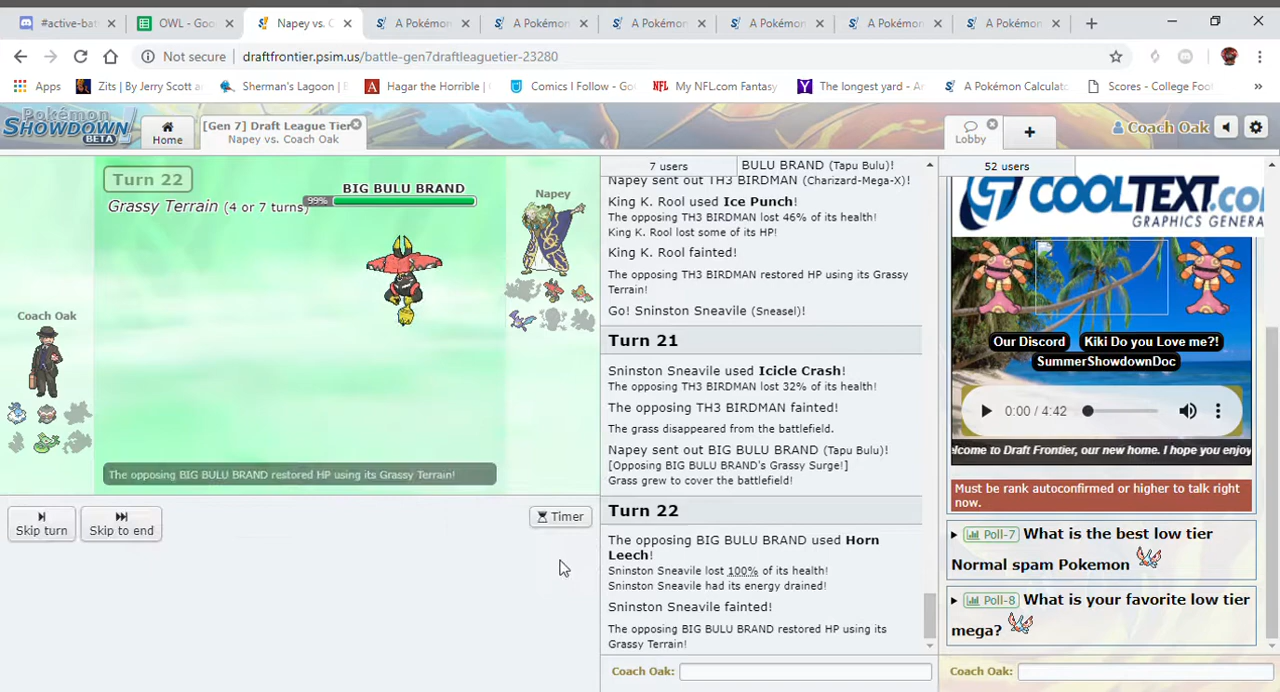 #active-bat
OWL - Goo
Napey vs. C
A Pokémon
A Pokémon
A Pokémon
A Pokémon
A Pokémon
A Pokémon
Not secure
draftfrontier.psim.us/battle-gen7draftleaguetier-23280
Apps
Zits | By Jerry Scott a
Sherman's Lagoon | B
Hagar the Horrible |
Comics I Follow - Go
NFL My NFL.com Fantasy
The longest yard - Ar
A Pokémon Calculato
Scores - College Foot
»
Pokémon
SHOWDOWN
BETA
Home
[Gen 7] Draft League Tier
Napey vs. Coach Oak
Lobby
Coach Oak
Turn 22
Grassy Terrain (4 or 7 turns)
BIG BULU BRAND
99%
Napey
Coach Oak
The opposing BIG BULU BRAND restored HP using its Grassy Terrain!
Skip turn
Skip to end
Timer
7 users
BULU BRAND (Tapu Bulu)!
Napey sent out TH3 BIRDMAN (Charizard-Mega-X)!
King K. Rool used Ice Punch!
The opposing TH3 BIRDMAN lost 46% of its health!
King K. Rool lost some of its HP!
King K. Rool fainted!
The opposing TH3 BIRDMAN restored HP using its Grassy
Terrain!
Go! Sninston Sneavile (Sneasel)!
Turn 21
Sninston Sneavile used Icicle Crash!
The opposing TH3 BIRDMAN lost 32% of its health!
The opposing TH3 BIRDMAN fainted!
The grass disappeared from the battlefield.
Napey sent out BIG BULU BRAND (Tapu Bulu)!
[Opposing BIG BULU BRAND's Grassy Surge!]
Grass grew to cover the battlefield!
Turn 22
The opposing BIG BULU BRAND used Horn
Leech!
Sninston Sneavile lost 100% of its health!
Sninston Sneavile had its energy drained!
Sninston Sneavile fainted!
The opposing BIG BULU BRAND restored HP using its Grassy
Terrain!
Coach Oak:
52 users
COOLTEXT.CO
GRAPHICS GENERA
Our Discord
Kiki Do you Love me?!
SummerShowdownDoc
0:00 / 4:42
elcome to Draft Frontier, our new home. I hope you enjoy
Must be rank autoconfirmed or higher to talk right
now.
Poll-7 What is the best low tier
Normal spam Pokemon
Poll-8 What is your favorite low tier
mega?
Coach Oak: